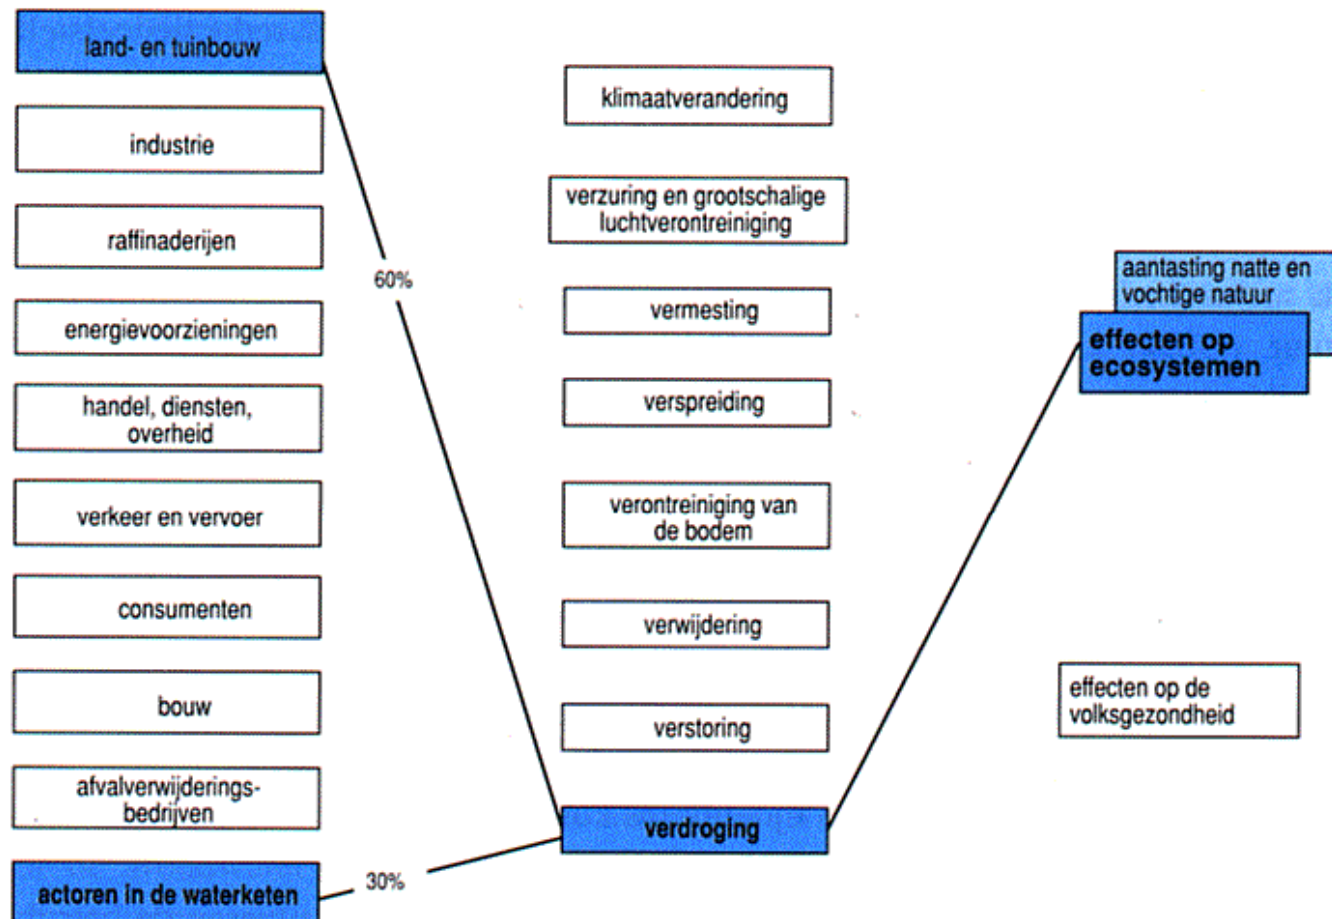 land- en tuinbouw
industrie
raffinaderijen
energievoorzieningen
handel, diensten,
overheid
verkeer en vervoer
consumenten
bouw
afvalverwijderings-
bedrijven
actoren in de waterketen
60%
30%
klimaatverandering
verzuring en grootschalige
luchtverontreiniging
vermesting
verspreiding
verontreiniging van
de bodem
verwijdering
verstoring
verdroging
aantasting natte en
vochtige natuur
effecten op
ecosystemen
effecten op de
volksgezondheid